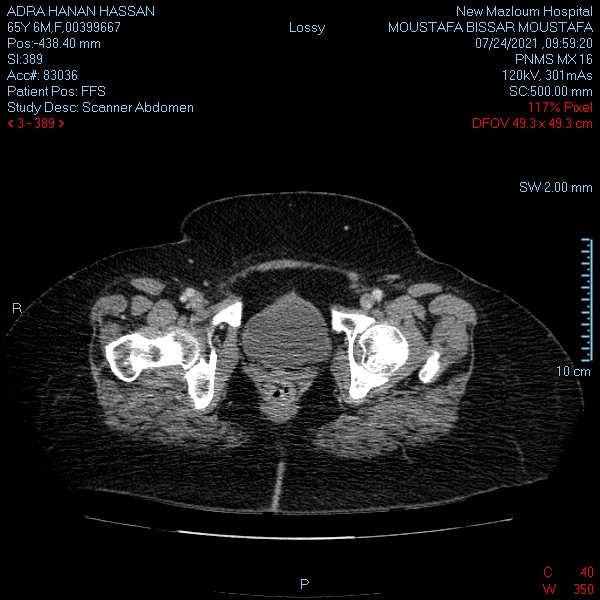 ADRA HANAN HASSAN
65Y 6M,F,00399667
Pos:-438.40 mm
SI:389
Acc#: 83036
Patient Pos: FFS
Study Desc: Scanner Abdomen
< 3 - 389 >
Lossy
New Mazloum Hospital
MOUSTAFA BISSAR MOUSTAFA
07/24/2021 ,09:59:20
PNMS MX 16
120kV, 301mAs
SC:500.00 mm
117% Pixel
DFOV 49.3 x 49.3 cm
SW 2.00 mm
R
10 cm
P
C 40
W 350